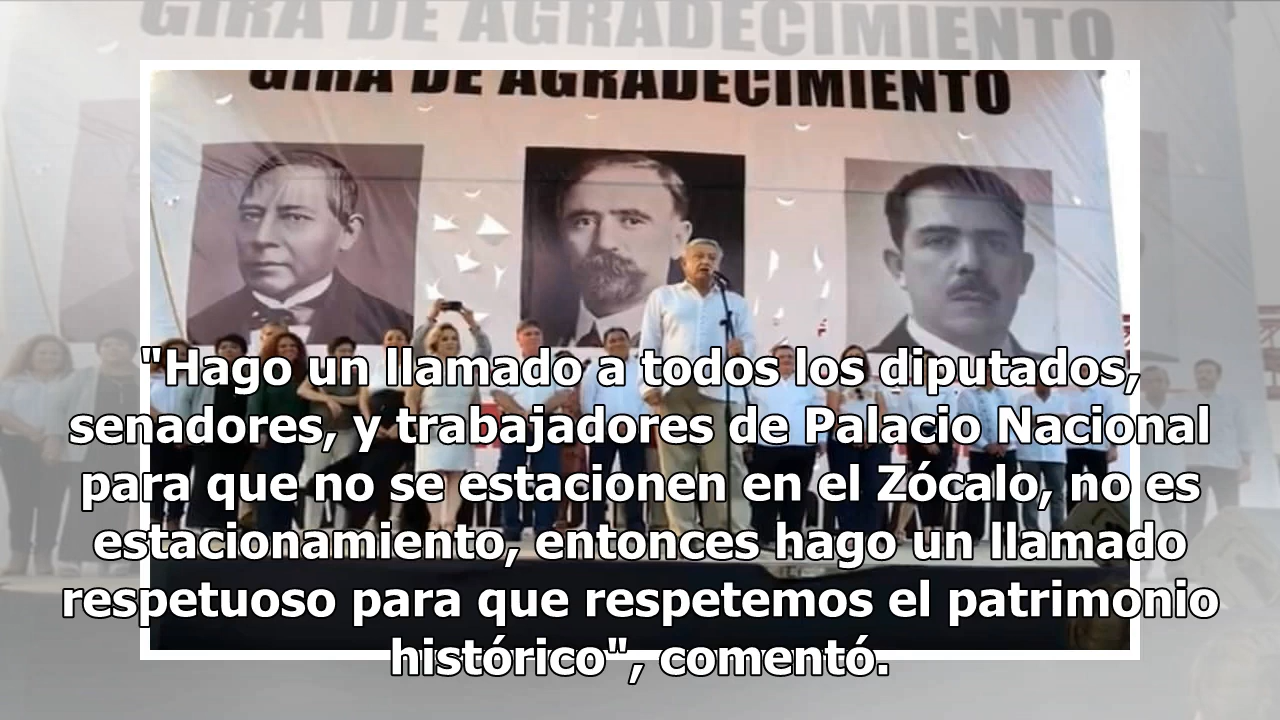 GIRA DE AGRADECIMIENTO
GIRA DE AGRADECIMIENTO
"Hago un llamado a todos los diputados,
senadores, y trabajadores de Palacio Nacional
para que no se estacionen en el Zócalo, no es
estacionamiento, entonces hago un llamado
respetuoso para que respetemos el patrimonio
histórico", comentó.